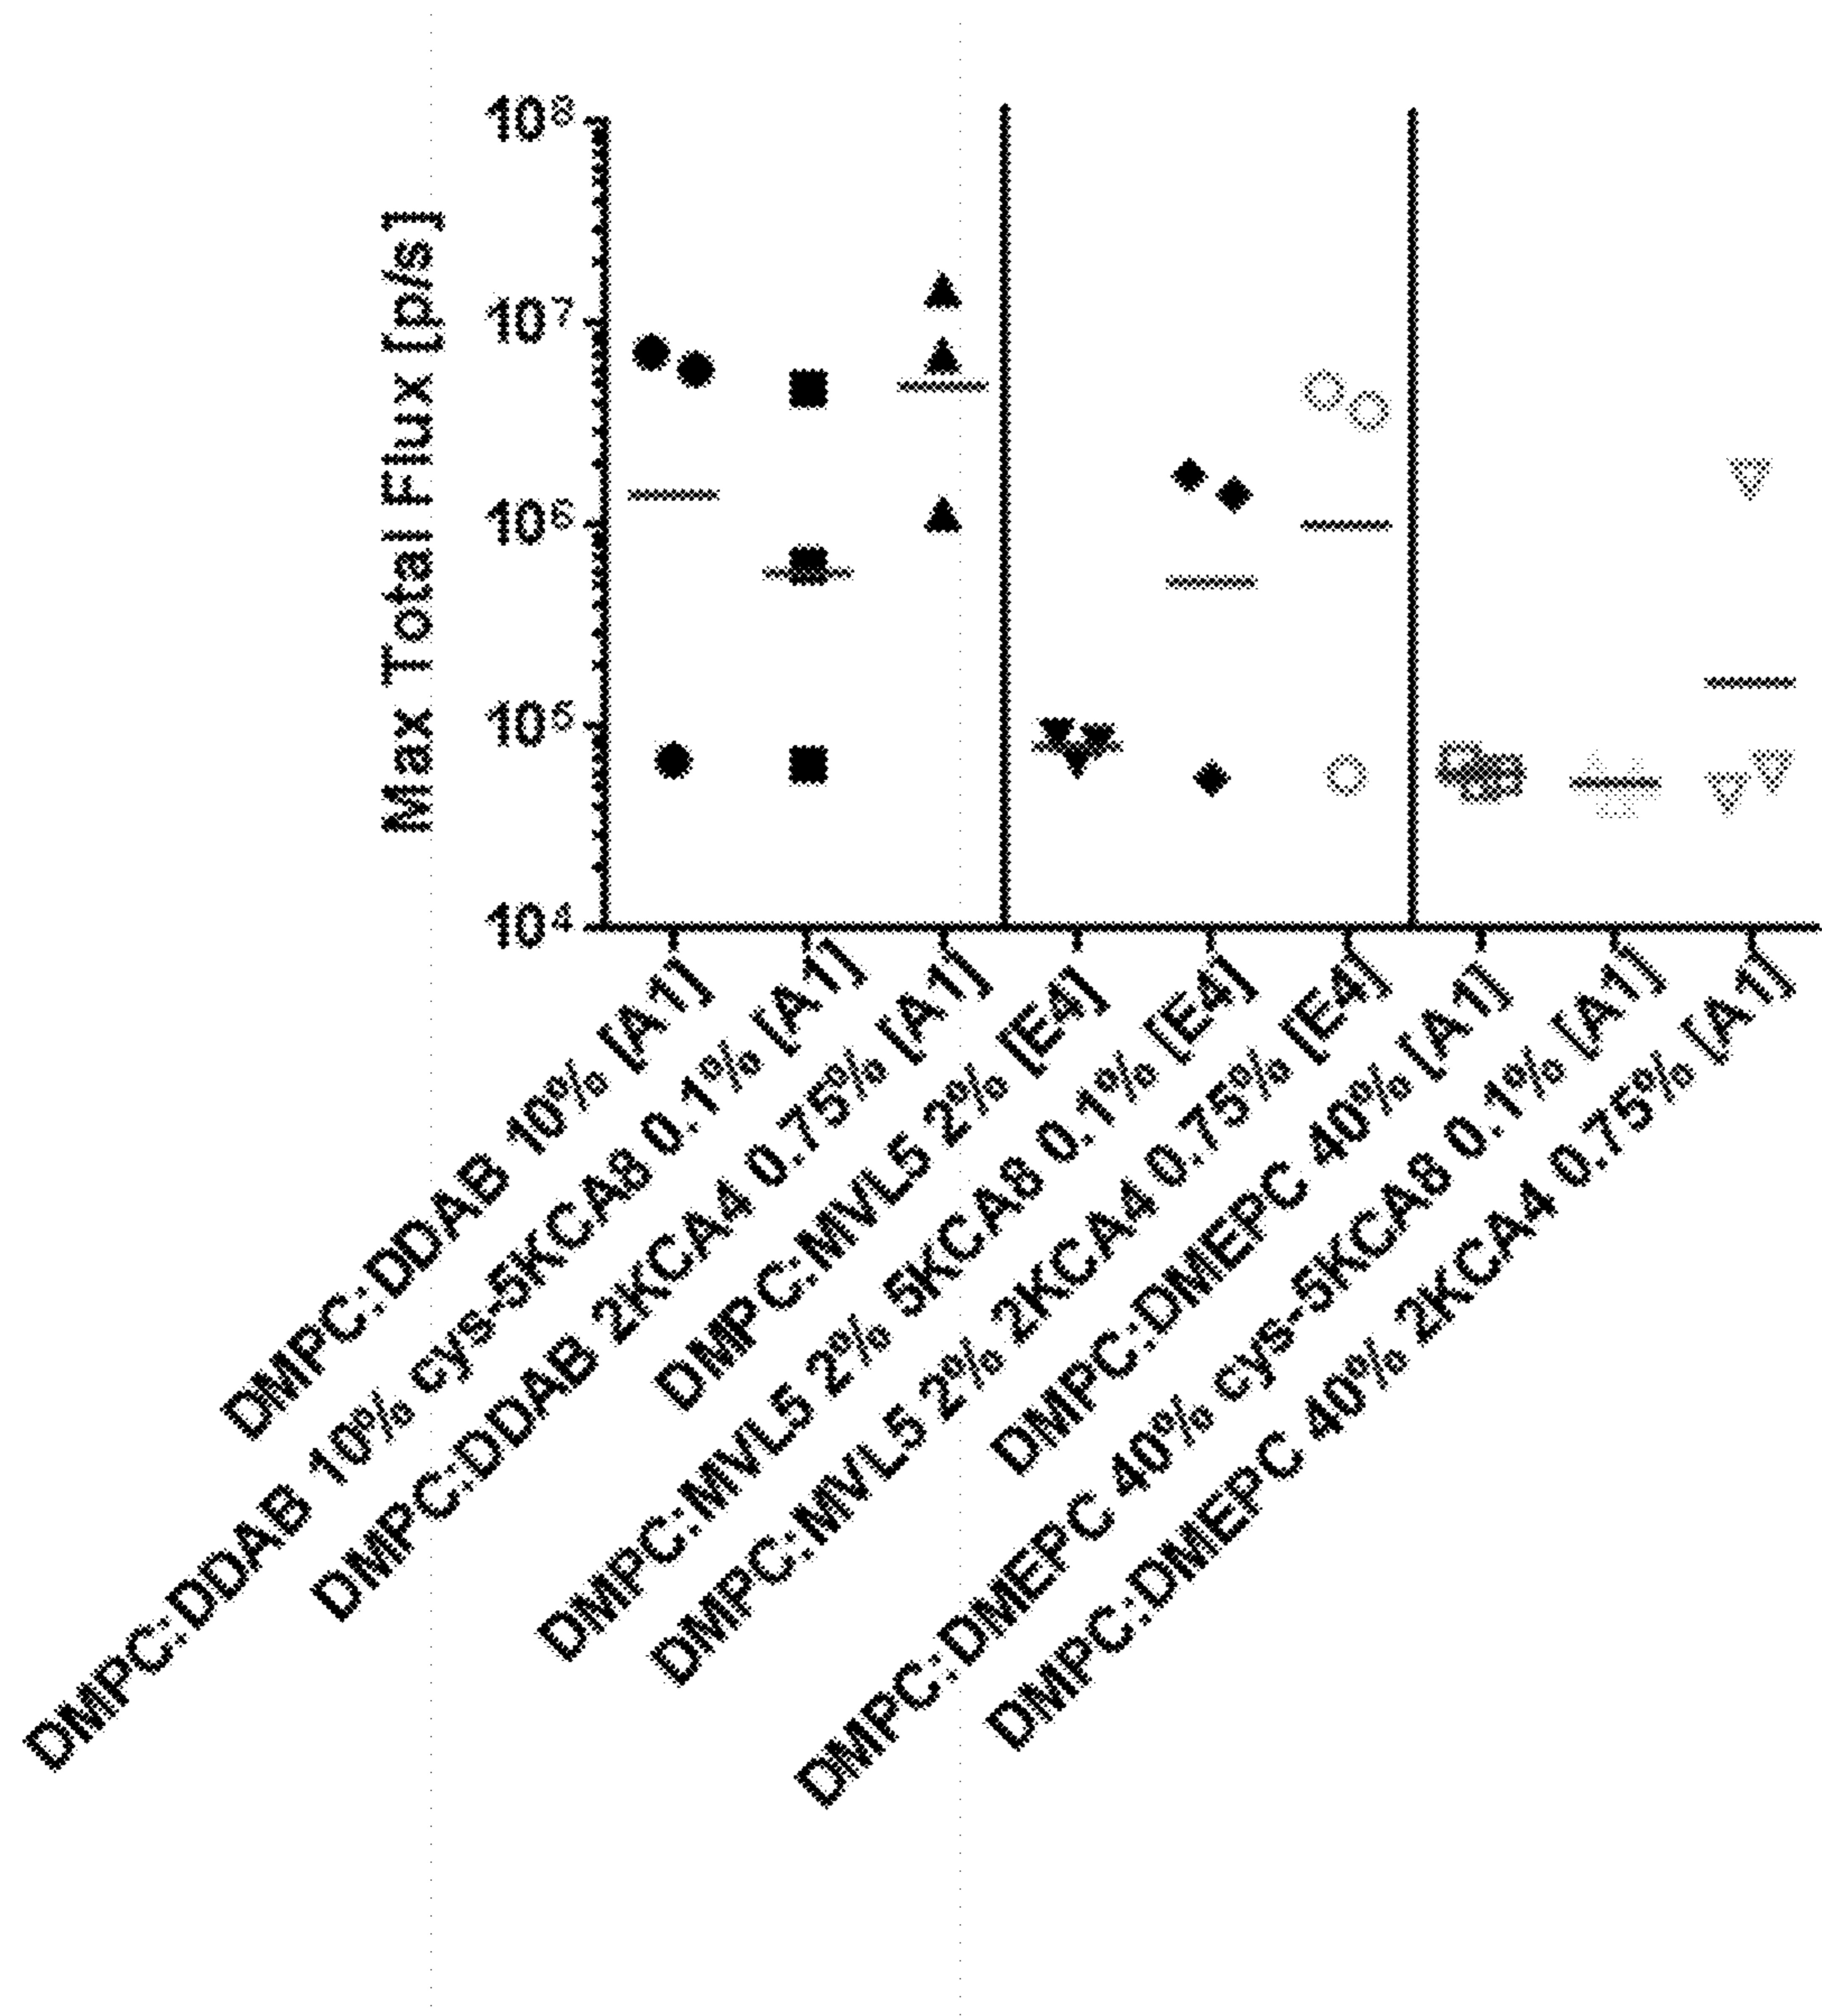 Max Total Flux [p/s]
10⁸
10⁷
10⁶
10⁵
10⁴
DMPC:DDAB 10% [A1]
DMPC:DDAB 10% cys-5KCA8 0.1% [A1]
DMPC:DDAB 2KCA4 0.75% [A1]
DMPC:MVL5 2% [E4]
DMPC:MVL5 2% 5KCA8 0.1% [E4]
DMPC:MVL5 2% 2KCA4 0.75% [E4]
DMPC:DMEPC 40% [A1]
DMPC:DMEPC 40% cys-5KCA8 0.1% [A1]
DMPC:DMEPC 40% 2KCA4 0.75% [A1]